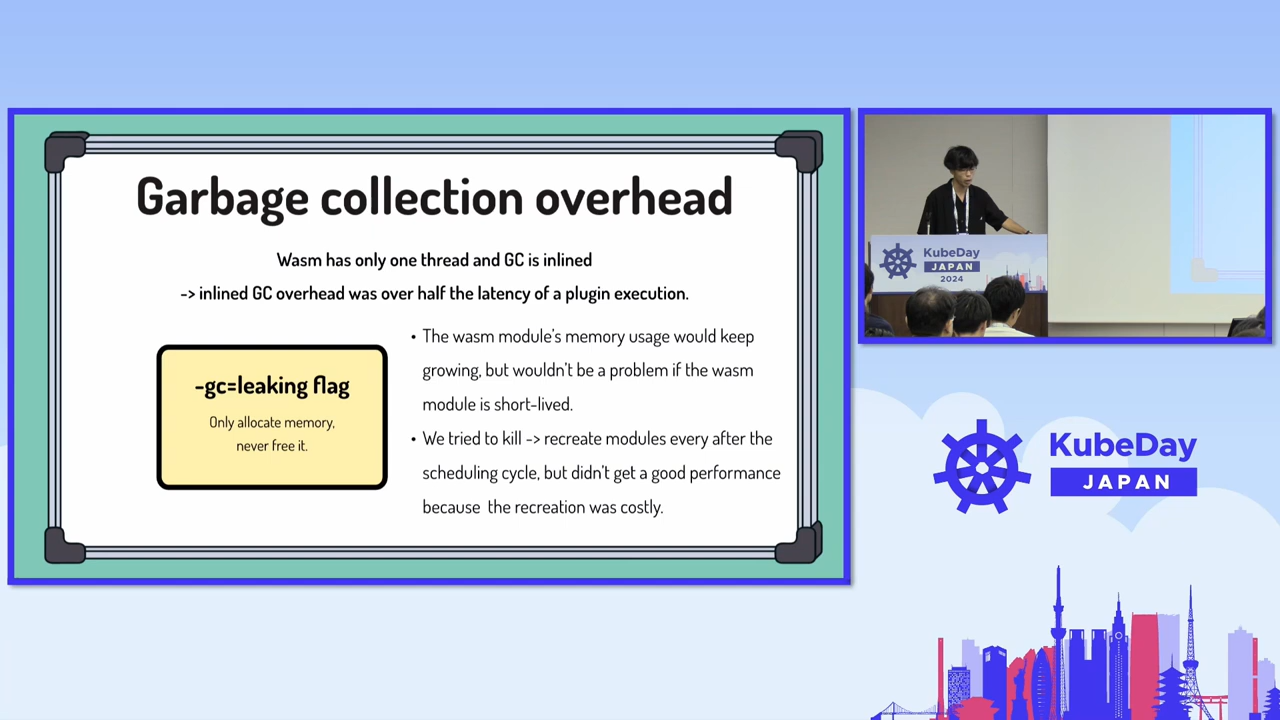 Garbage collection overhead
Wasm has only one thread and GC is inlined
-> inlined GC overhead was over half the latency of a plugin execution.
-gc=leaking flag
Only allocate memory,
never free it.
• The wasm module's memory usage would keep
growing, but wouldn't be a problem if the wasm
module is short-lived.
• We tried to kill -> recreate modules every after the
scheduling cycle, but didn't get a good performance
because the recreation was costly.
KubeDay
JAPAN
2024
KubeDay
JAPAN